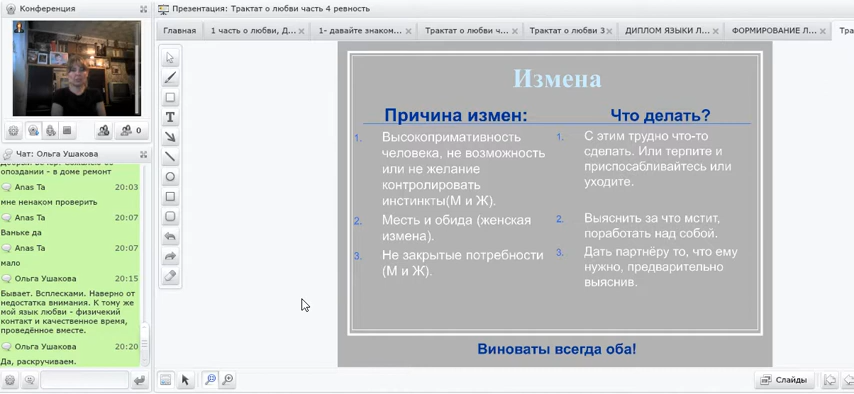 Конференция
Презентация: Трактат о любви часть 4 ревность
Главная
1 часть о любви, Д...
1- давайте знаком...
Трактат о любви ч...
Трактат о любви 3
ДИПЛОМ ЯЗЫКИ Л...
ФОРМИРОВАНИЕ Л...
Тра
0
Чат: Ольга Ушакова
опоздании - в доме ремонт
Anas Ta 20:03
мне ненаком проверить
Anas Ta 20:07
Ваньке да
Anas Ta 20:07
мало
Ольга Ушакова 20:15
Бывает. Всплесками. Наверно от
недостатка внимания. К тому же
мой язык любви - физичекий
контакт и качественное время,
проведённое вместе.
Ольга Ушакова 20:20
Да, раскручиваем.
Измена
Причина измен:
1. Высокопримативность
человека, не возможность
или не желание
контролировать
инстинкты(М и Ж).
2. Месть и обида (женская
измена).
3. Не закрытые потребности
(М и Ж).
Что делать?
1. С этим трудно что-то
сделать. Или терпите и
приспосабливайтесь или
уходите.
2. Выяснить за что мстит,
поработать над собой.
3. Дать партнёру то, что ему
нужно, предварительно
выяснив.
Виноваты всегда оба!
Слайды